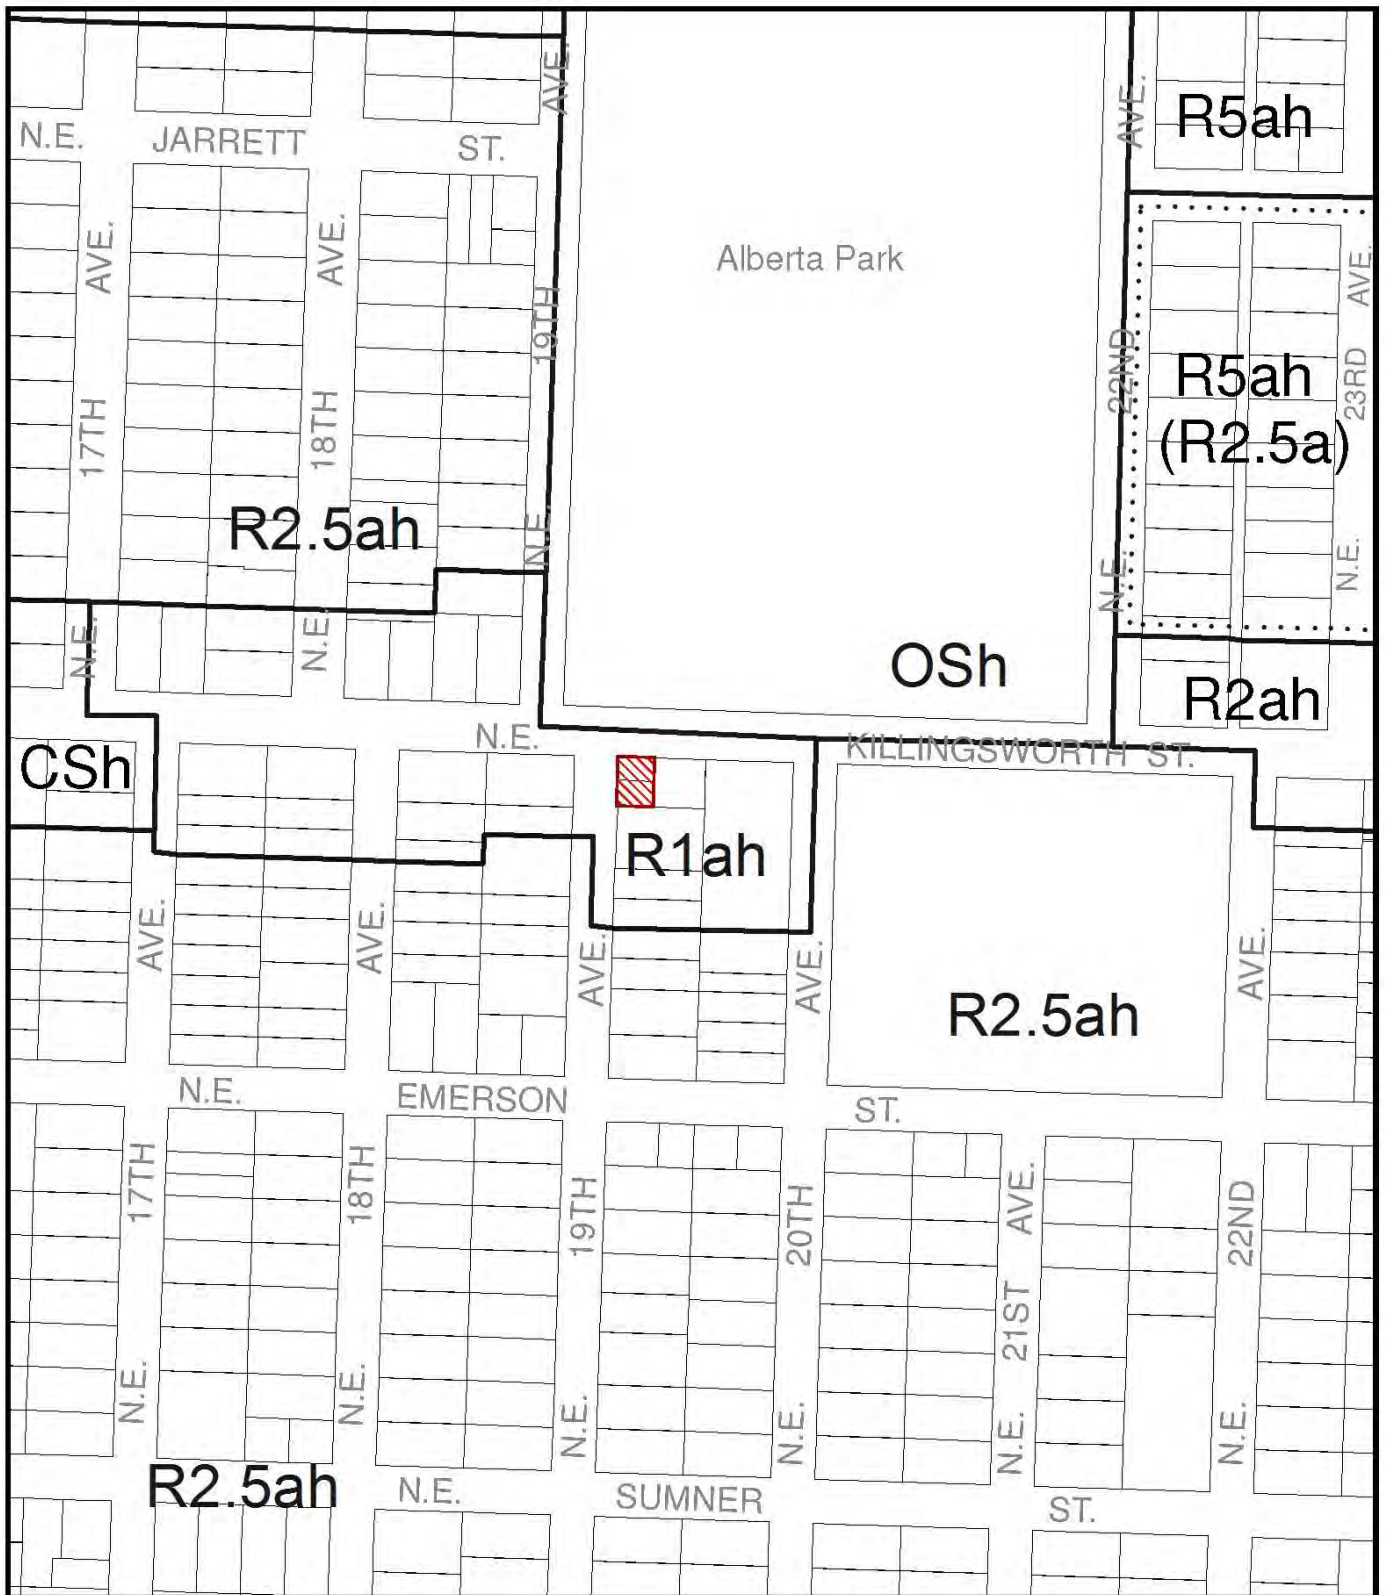 AVE.
AVE.
R5ah
N.E. JARRETT ST.
AVE.
AVE.
AVE.
Alberta Park
19TH
22ND
R5ah
(R2.5a)
23RD
17TH
18TH
R2.5ah
N.E.
N.E.
N.E.
N.E.
N.E.
OSh
R2ah
N.E. KILLINGSWORTH ST.
CSh
R1ah
AVE.
AVE.
AVE.
AVE.
AVE.
R2.5ah
N.E. EMERSON ST.
17TH
18TH
19TH
20TH
AVE.
21ST
22ND
N.E.
N.E.
N.E.
N.E.
N.E.
N.E.
R2.5ah
N.E. SUMNER ST.